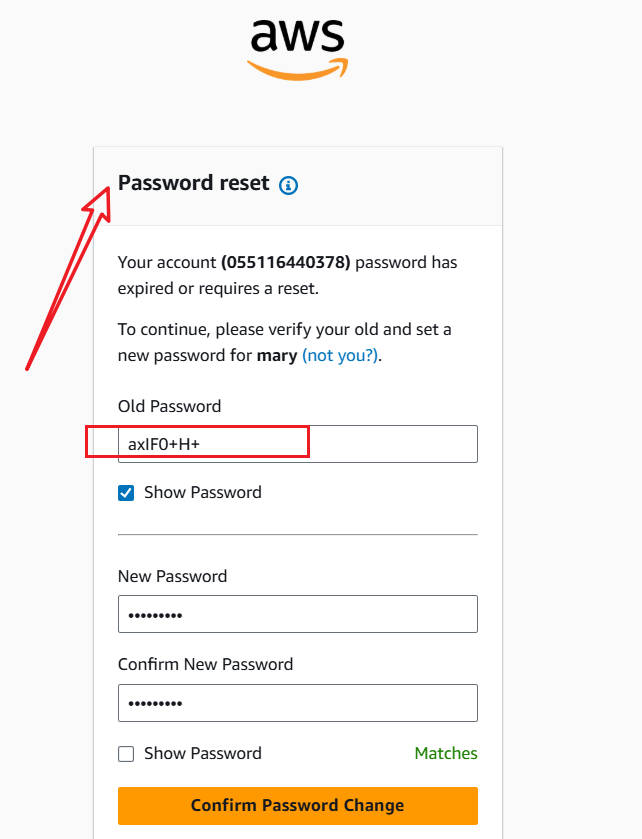 aws
Password reset
Your account (055116440378) password has
expired or requires a reset.
To continue, please verify your old and set a
new password for mary (not you?).
Old Password
axIF0+H+
Show Password
New Password
•••••••••
Confirm New Password
•••••••••
Show Password
Matches
Confirm Password Change